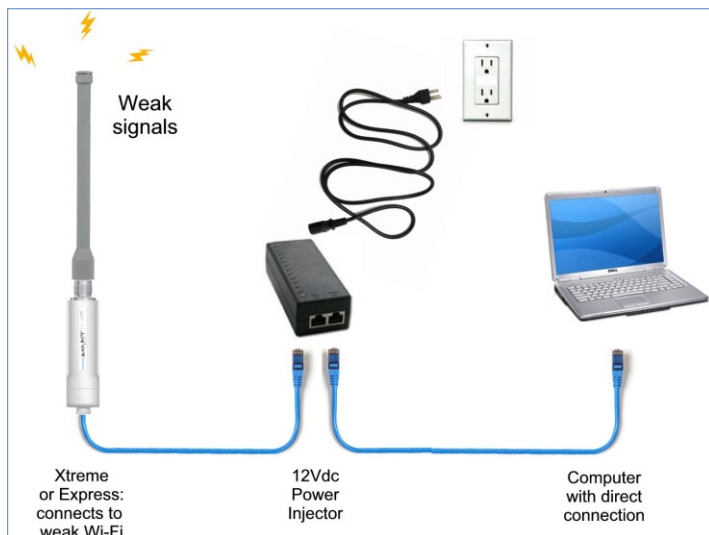 Weak
signals
Xtreme
or Express:
connects to
weak Wi-Fi
12Vdc
Power
Injector
Computer
with direct
connection